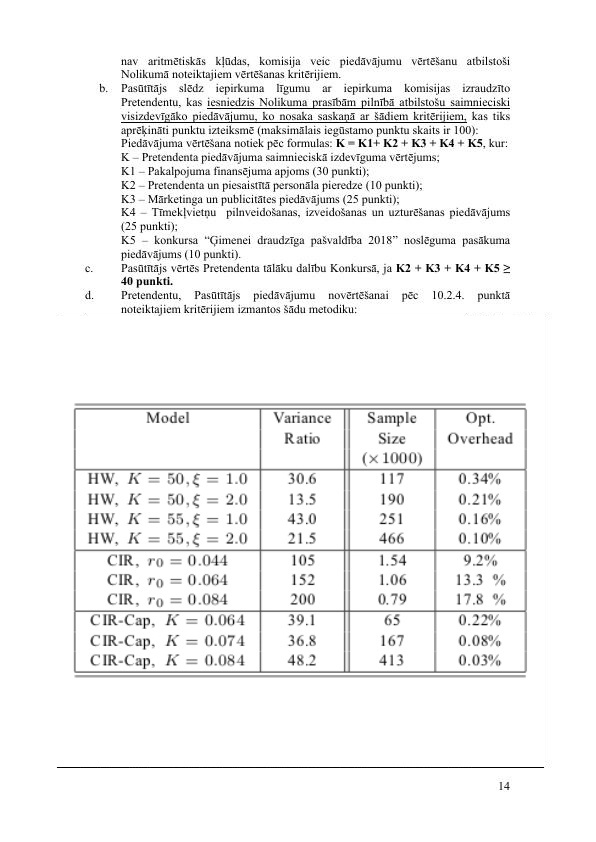 nav aritmētiskās kļūdas, komisija veic piedāvājumu vērtēšanu atbilstoši
Nolikumā noteiktajiem vērtēšanas kritērijiem.
b. Pasūtītājs slēdz iepirkuma līgumu ar iepirkuma komisijas izraudzīto
Pretendentu, kas iesniedzis Nolikuma prasībām pilnībā atbilstošu saimnieciski
visizdevīgāko piedāvājumu, ko nosaka saskaņā ar šādiem kritērijiem, kas tiks
aprēķināti punktu izteiksmē (maksimālais iegūstamo punktu skaits ir 100):
Piedāvājuma vērtēšana notiek pēc formulas: K = K1+ K2 + K3 + K4 + K5, kur:
K – Pretendenta piedāvājuma saimnieciskā izdevīguma vērtējums;
K1 – Pakalpojuma finansējuma apjoms (30 punkti);
K2 – Pretendenta un piesaistītā personāla pieredze (10 punkti);
K3 – Mārketinga un publicitātes piedāvājums (25 punkti);
K4 – Tīmekļvietņu pilnveidošanas, izveidošanas un uzturēšanas piedāvājums
(25 punkti);
K5 – konkursa “Ģimenei draudzīga pašvaldība 2018” noslēguma pasākuma
piedāvājums (10 punkti).
c. Pasūtītājs vērtēs Pretendenta tālāku dalību Konkursā, ja K2 + K3 + K4 + K5 ≥
40 punkti.
d. Pretendentu, Pasūtītājs piedāvājumu novērtēšanai pēc 10.2.4. punktā
noteiktajiem kritērijiem izmantos šādu metodiku:
Model Variance Sample Opt.
Ratio Size Overhead
(×1000)
HW, K = 50, ξ = 1.0 30.6 117 0.34%
HW, K = 50, ξ = 2.0 13.5 190 0.21%
HW, K = 55, ξ = 1.0 43.0 251 0.16%
HW, K = 55, ξ = 2.0 21.5 466 0.10%
CIR, r0 = 0.044 105 1.54 9.2%
CIR, r0 = 0.064 152 1.06 13.3 %
CIR, r0 = 0.084 200 0.79 17.8 %
CIR-Cap, K = 0.064 39.1 65 0.22%
CIR-Cap, K = 0.074 36.8 167 0.08%
CIR-Cap, K = 0.084 48.2 413 0.03%
14